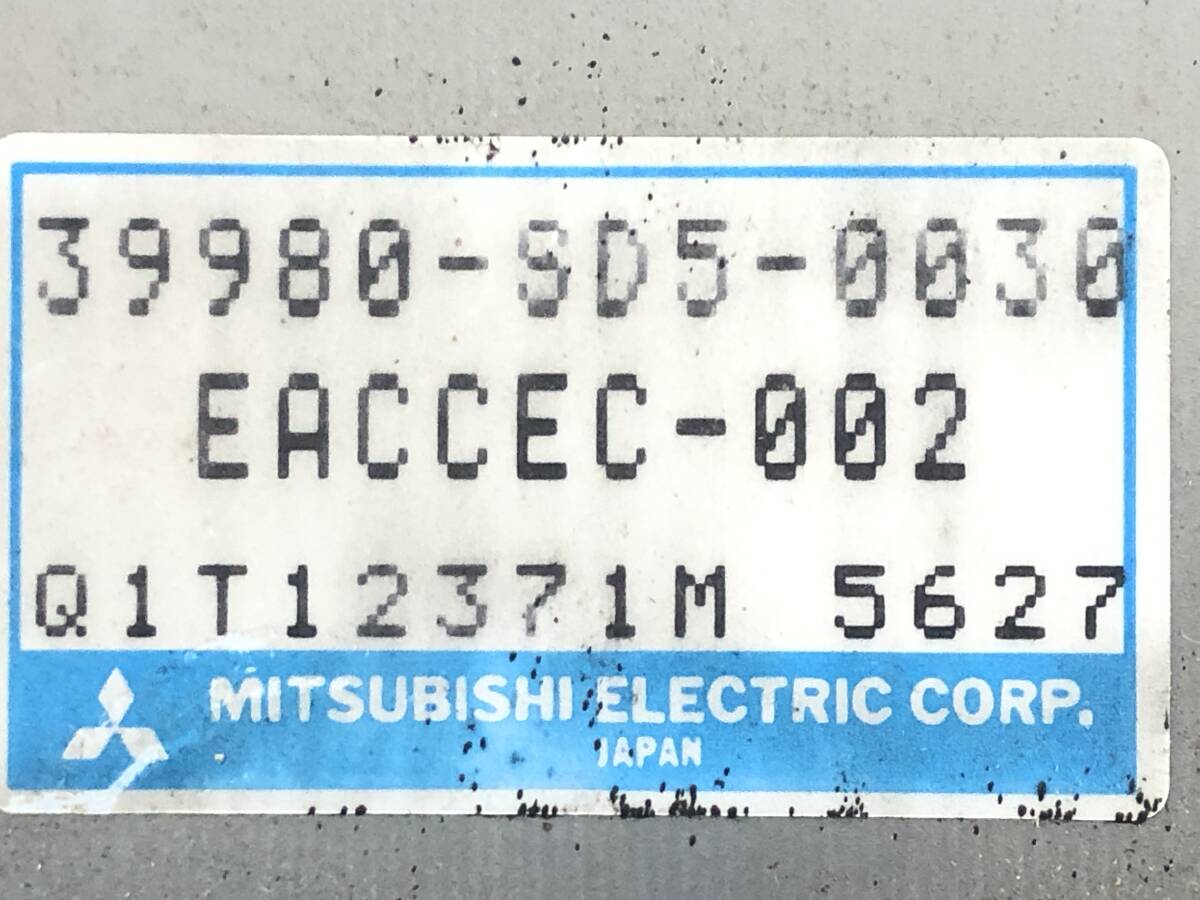 39980-SD5-0030
EACCEC-002
Q1T12371M 5627
MITSUBISHI ELECTRIC CORP.
JAPAN